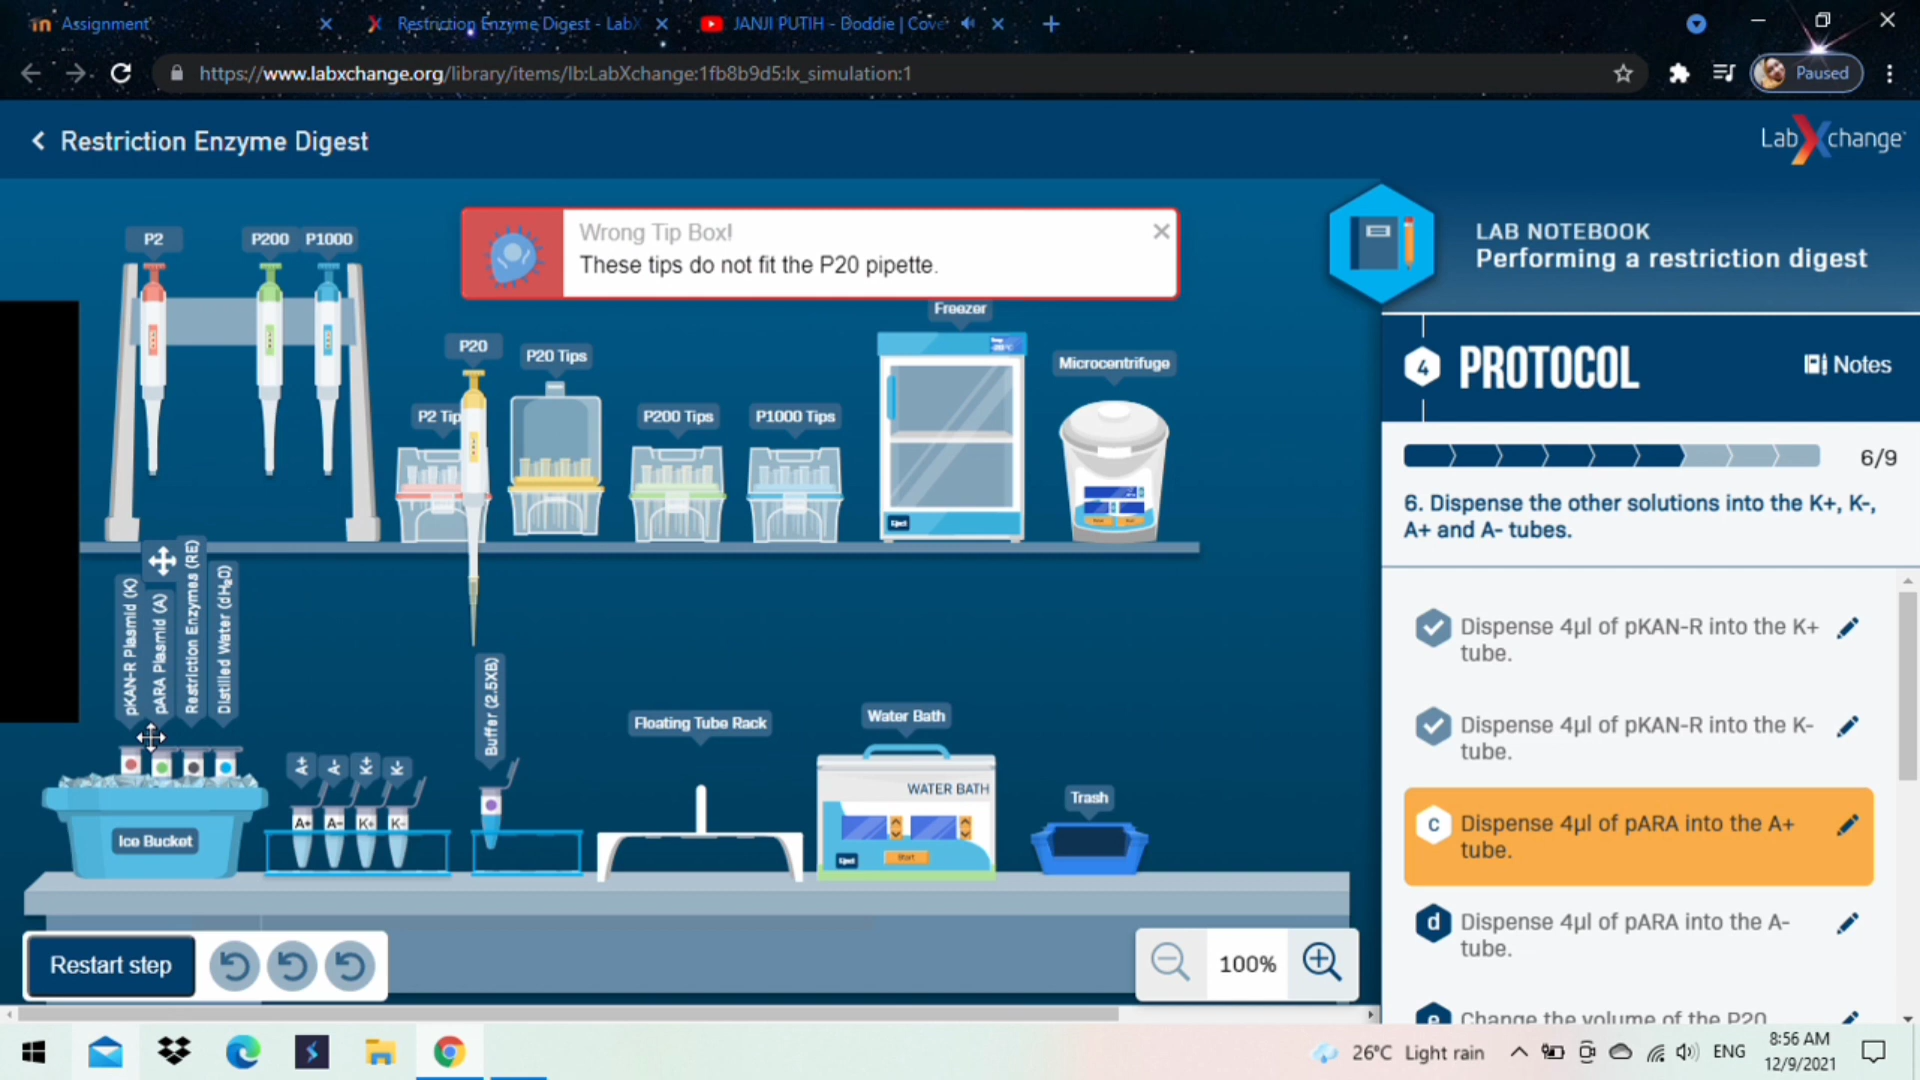 Assignment
Restriction Enzyme Digest - LabX
JANJI PUTIH - Doddie | Cove
https://www.labxchange.org/library/items/lb:LabXchange:1fb8b9d5:lx_simulation:1
Paused
Restriction Enzyme Digest
LabXchange
P2
P200
P1000
Wrong Tip Box!
These tips do not fit the P20 pipette.
LAB NOTEBOOK
Performing a restriction digest
Freezer
P20
P20 Tips
Microcentrifuge
P2 Tip
P200 Tips
P1000 Tips
Eject
4
PROTOCOL
Notes
6/9
6. Dispense the other solutions into the K+, K-,
A+ and A- tubes.
Dispense 4µl of pKAN-R into the K+
tube.
Dispense 4µl of pKAN-R into the K-
tube.
c
Dispense 4µl of pARA into the A+
tube.
d
Dispense 4µl of pARA into the A-
tube.
e
Change the volume of the P20
pKAN-R Plasmid (K)
pARA Plasmid (A)
Restriction Enzymes (RE)
Distilled Water (dH₂O)
Buffer (2.5XB)
Floating Tube Rack
Water Bath
A+
A-
K+
K-
WATER BATH
Trash
A+
A-
K+
K-
Ice Bucket
Eject
Start
Restart step
100%
26°C Light rain
ENG
8:56 AM
12/9/2021